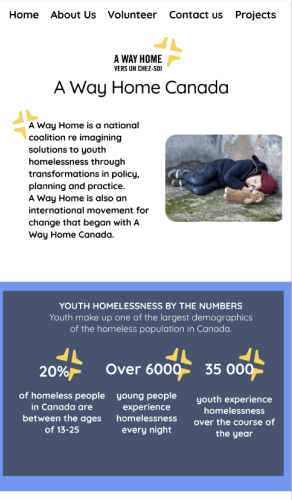 Home About Us Volunteer Contact us Projects
A WAY HOME
VERS UN CHEZ-SOI
A Way Home Canada
A Way Home is a national
coalition re imagining
solutions to youth
homelessness through
transformations in policy,
planning and practice.
A Way Home is also an
international movement for
change that began with A
Way Home Canada.
YOUTH HOMELESSNESS BY THE NUMBERS
Youth make up one of the largest demographics
of the homeless population in Canada.
20%
of homeless people
in Canada are
between the ages
of 13-25
Over 6000
young people
experience
homelessness
every night
35 000
youth experience
homelessness
over the course of
the year